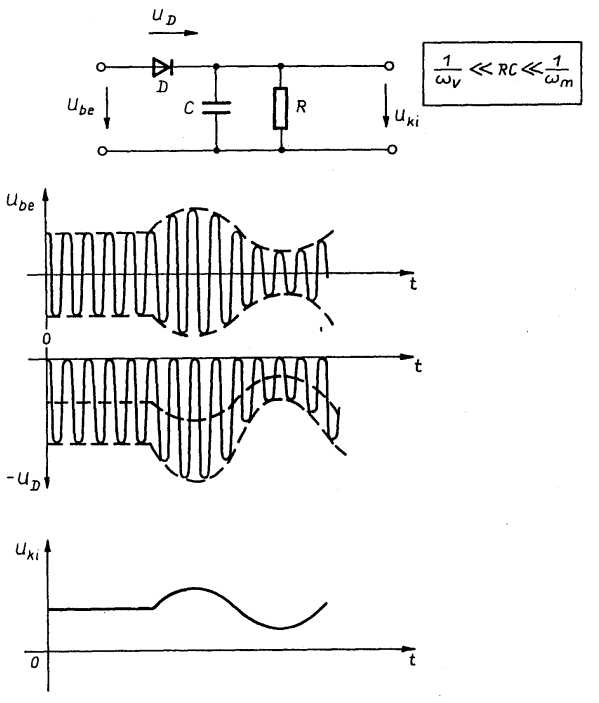 u_D
D
C
R
u_be
u_ki
1/ω_v ≪ RC ≪ 1/ω_m
u_be
t
0
t
-u_D
u_ki
0
t